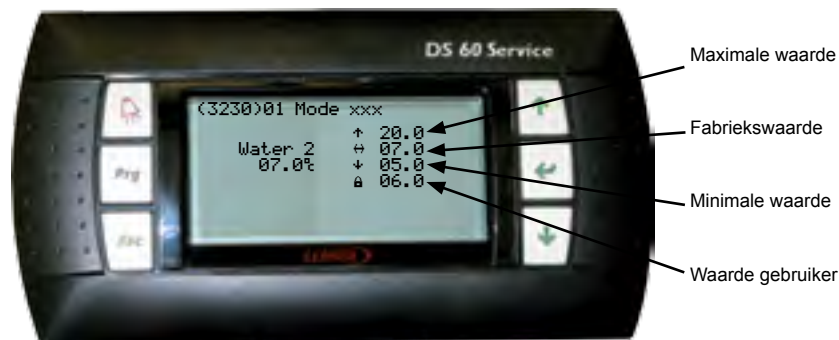 DS 60 Service
(3230)01 Mode xxx
↑ 20.0
Water 2 ↔ 07.0
07.0℃ ↓ 05.0
06.0
Prg
Esc
LENNOX
Maximale waarde
Fabriekswaarde
Minimale waarde
Waarde gebruiker